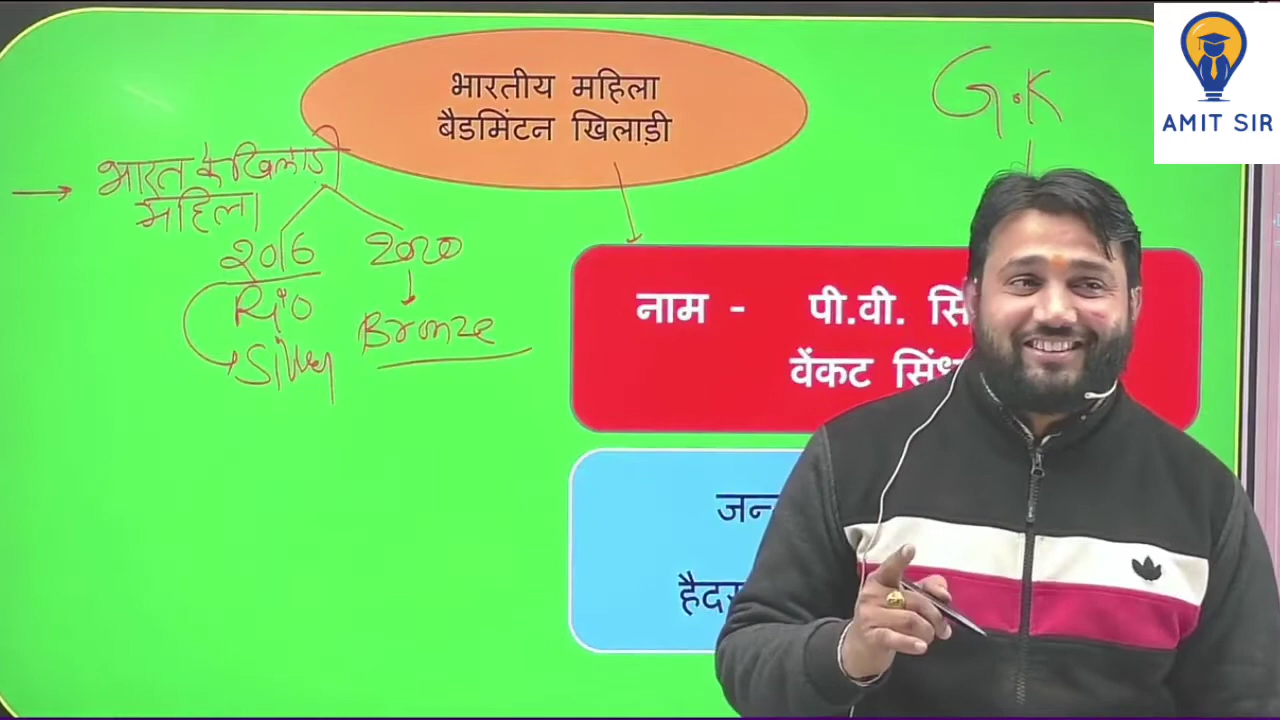 भारतीय महिला
बैडमिंटन खिलाड़ी
G.K
AMIT SIR
भारत के खिलाड़ी
महिला
2016
2020
Rio
Bronze
Silver
नाम - पी.वी. सि
वेंकट सिंध
जन
हैदरा